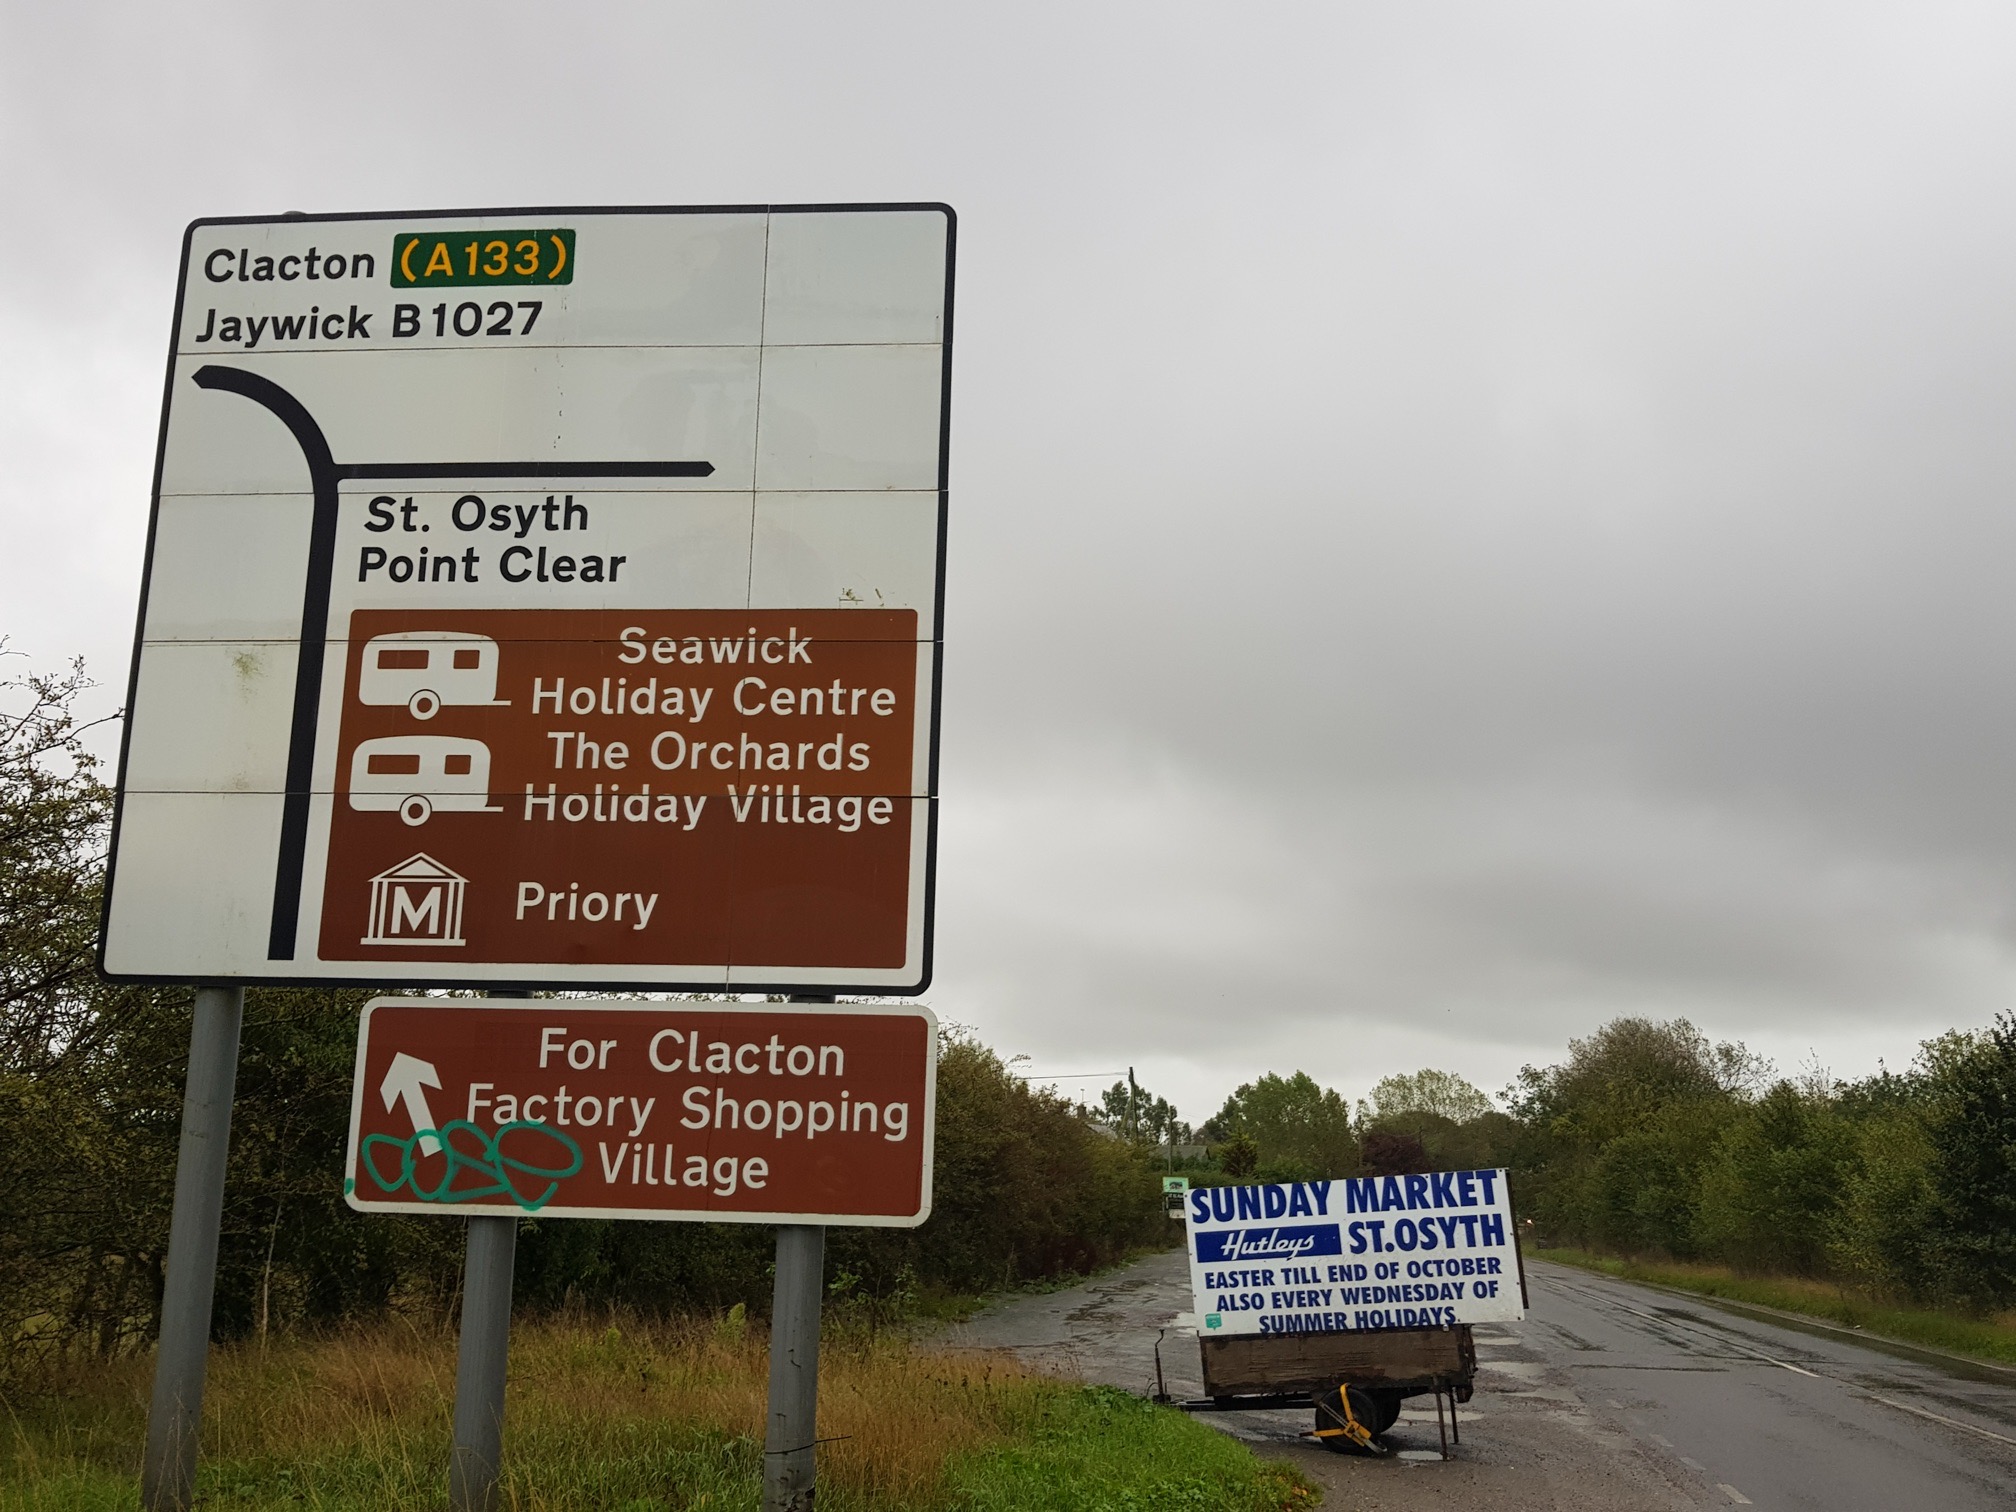 Clacton (A133)
Jaywick B1027
St. Osyth
Point Clear
Seawick
Holiday Centre
The Orchards
Holiday Village
M Priory
For Clacton
Factory Shopping
Village
SUNDAY MARKET
Hutleys ST.OSYTH
EASTER TILL END OF OCTOBER
ALSO EVERY WEDNESDAY OF
SUMMER HOLIDAYS.